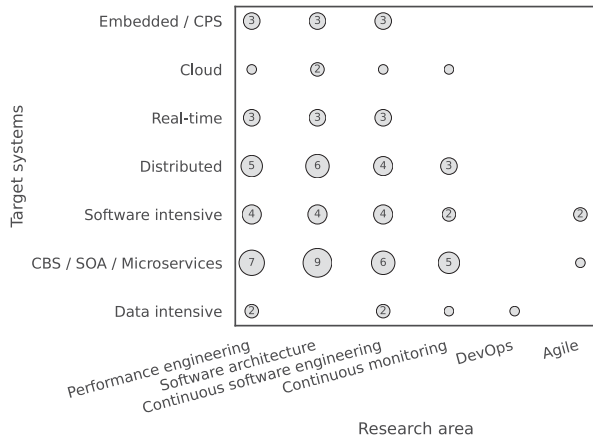 Target systems
Embedded / CPS 3 3 3
Cloud 2
Real-time 3 3 3
Distributed 5 6 4 3
Software intensive 4 4 4 2 2
CBS / SOA / Microservices 7 9 6 5
Data intensive 2 2
Performance engineering
Software architecture
Continuous software engineering
Continuous monitoring
DevOps
Agile
Research area